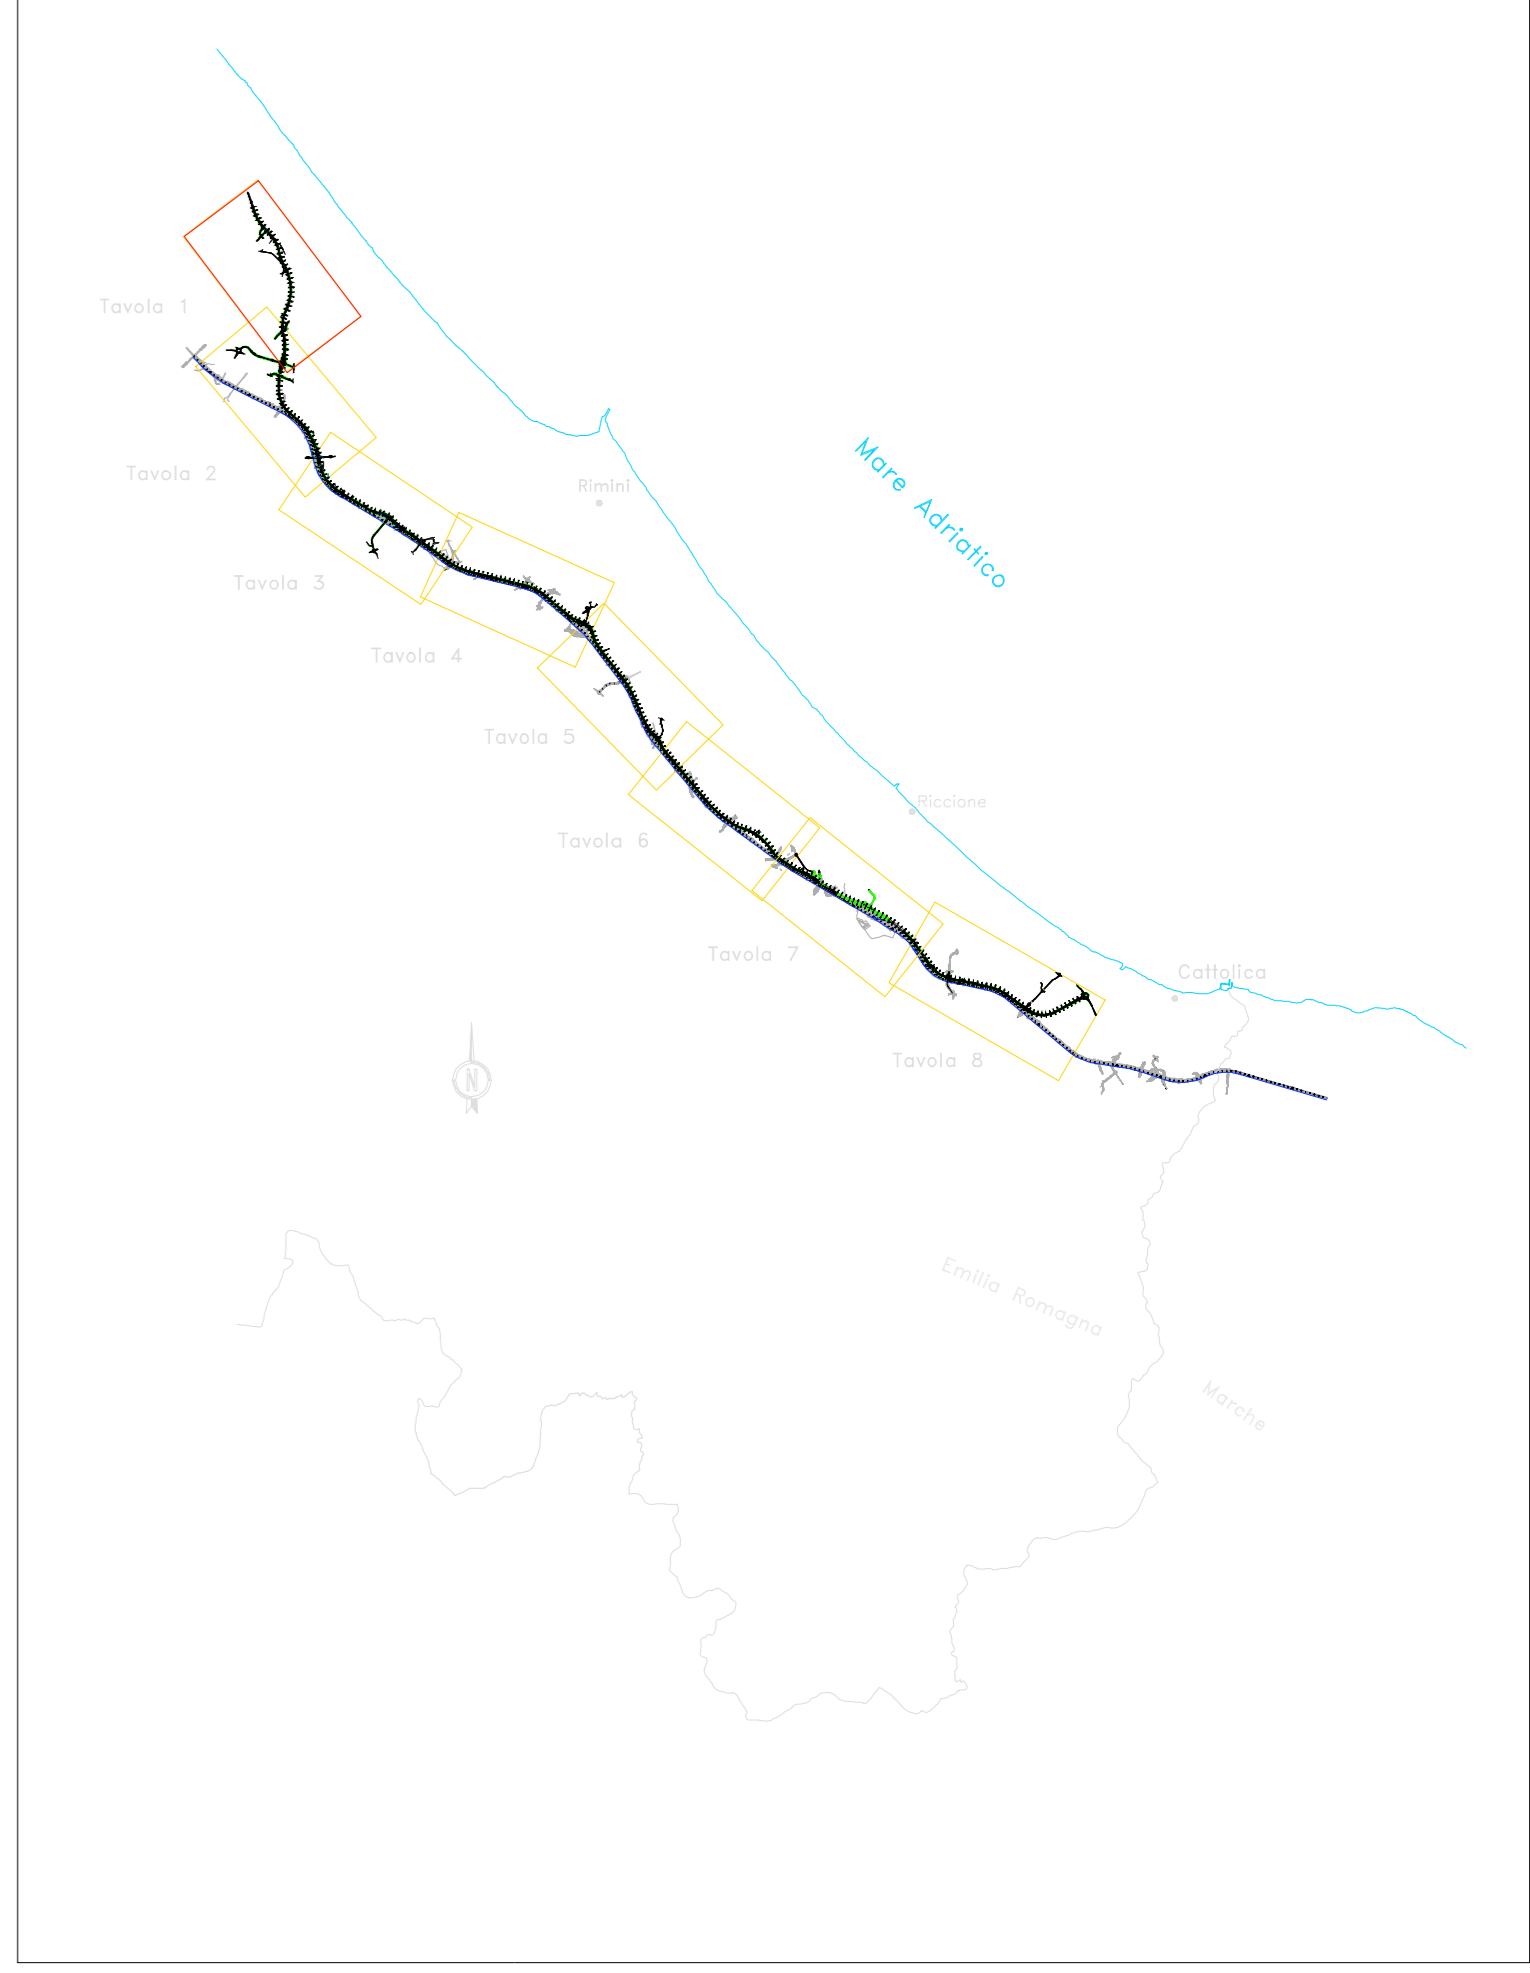 Tavola 1
Mare Adriatico
Tavola 2
Rimini
Tavola 3
Tavola 4
Tavola 5
Riccione
Tavola 6
Tavola 7
Cattolica
Tavola 8
N
Emilia Romagna
Marche